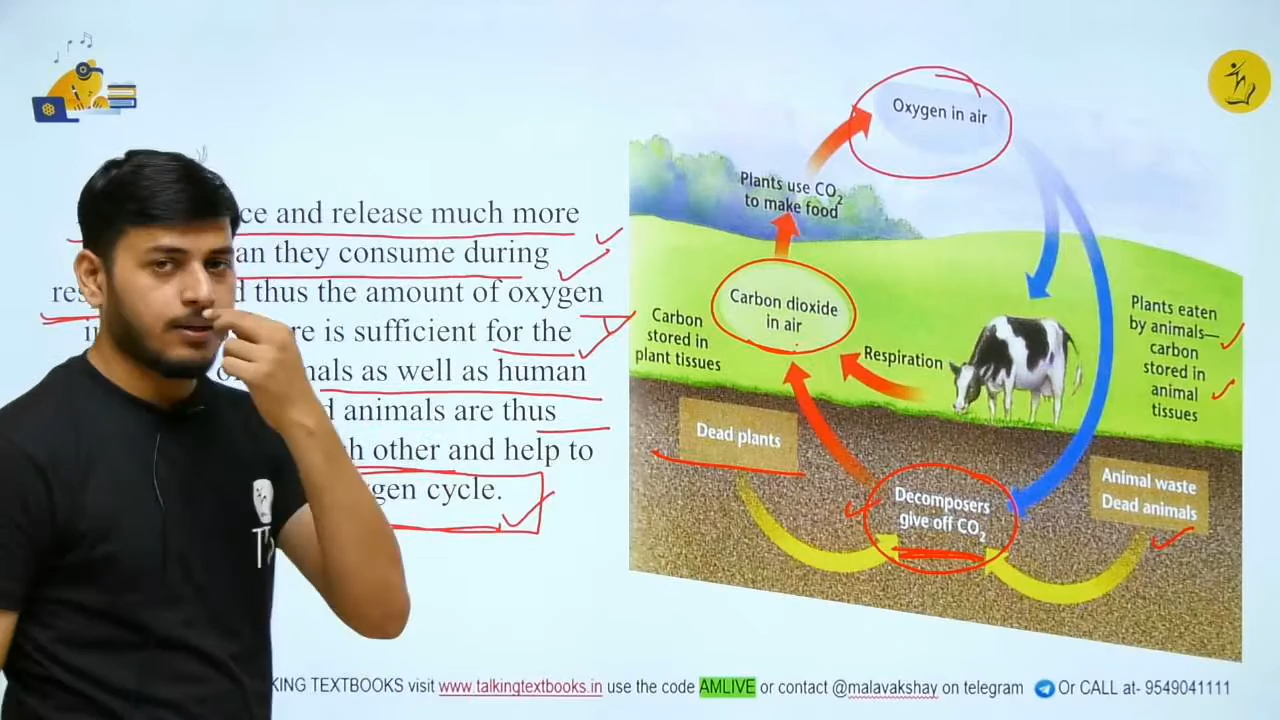 ce and release much more
an they consume during
res d thus the amount of oxygen
in re is sufficient for the
of nals as well as human
d animals are thus
h other and help to
gen cycle.
Oxygen in air
Plants use CO2
to make food
Carbon dioxide
in air
Carbon
stored in
plant tissues
Respiration
Plants eaten
by animals—
carbon
stored in
animal
tissues
Dead plants
Decomposers
give off CO2
Animal waste
Dead animals
KING TEXTBOOKS visit www.talkingtextbooks.in use the code AMLIVE or contact @malavakshay on telegram Or CALL at- 9549041111